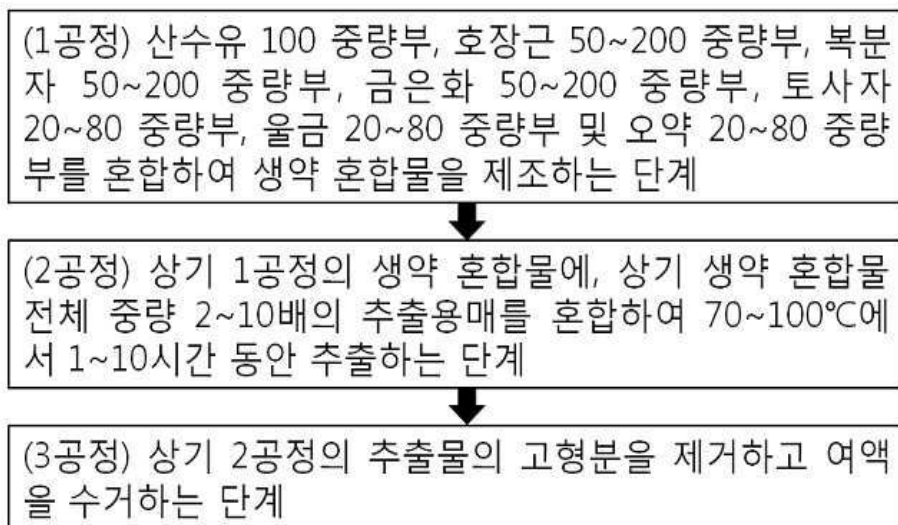 (1공정) 산수유 100 중량부, 호장근 50~200 중량부, 복분
자 50~200 중량부, 금은화 50~200 중량부, 토사자
20~80 중량부, 울금 20~80 중량부 및 오약 20~80 중량
부를 혼합하여 생약 혼합물을 제조하는 단계
(2공정) 상기 1공정의 생약 혼합물에, 상기 생약 혼합물
전체 중량 2~10배의 추출용매를 혼합하여 70~100℃에
서 1~10시간 동안 추출하는 단계
(3공정) 상기 2공정의 추출물의 고형분을 제거하고 여액
을 수거하는 단계